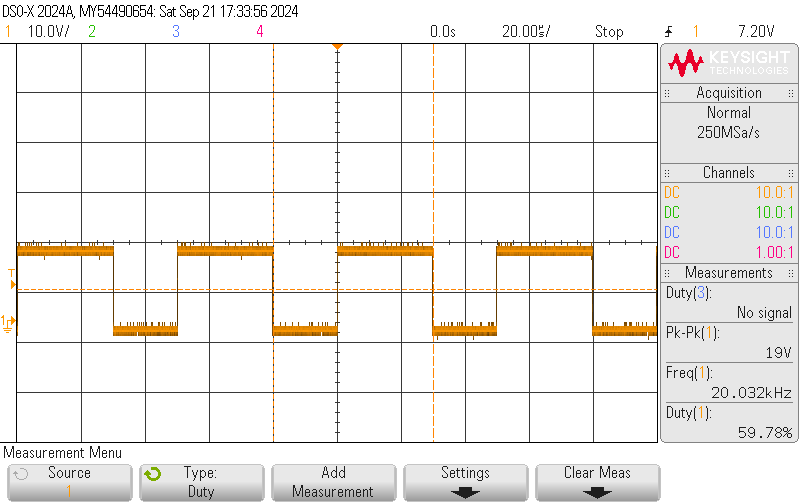 DSO-X 2024A, MY54490654: Sat Sep 21 17:33:56 2024
1 10.0V/ 2 3 4 0.0s 20.00us/ Stop 1 7.20V
KEYSIGHT
TECHNOLOGIES
Acquisition
Normal
250MSa/s
Channels
DC 10.0:1
DC 10.0:1
DC 10.0:1
DC 1.00:1
Measurements
Duty(3):
No signal
Pk-Pk(1):
19V
Freq(1):
20.032kHz
Duty(1):
59.78%
T
1
Measurement Menu
Source
1
Type:
Duty
Add
Measurement
Settings
Clear Meas